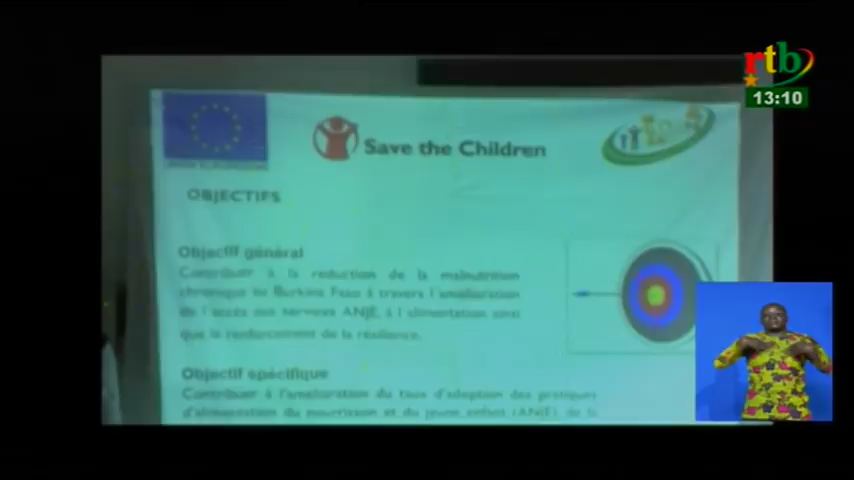 rtb
13:10
Save the Children
OBJECTIFS
Objectif général
Contribuer à la reduction de la malnutrition
chronique au Burkina Faso à travers l'amélioration
de l'accès aux services ANJE, à l'alimentation ainsi
que le renforcement de la résilience.
Objectif spécifique
Contribuer à l'amélioration du taux d'adoption des pratiques
d'alimentation du nourrisson et du jeune enfant (ANJE) de la